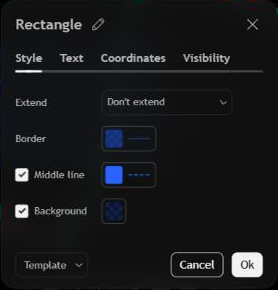 Rectangle
Style Text Coordinates Visibility
Extend Don't extend
Border
Middle line
Background
Template Cancel Ok